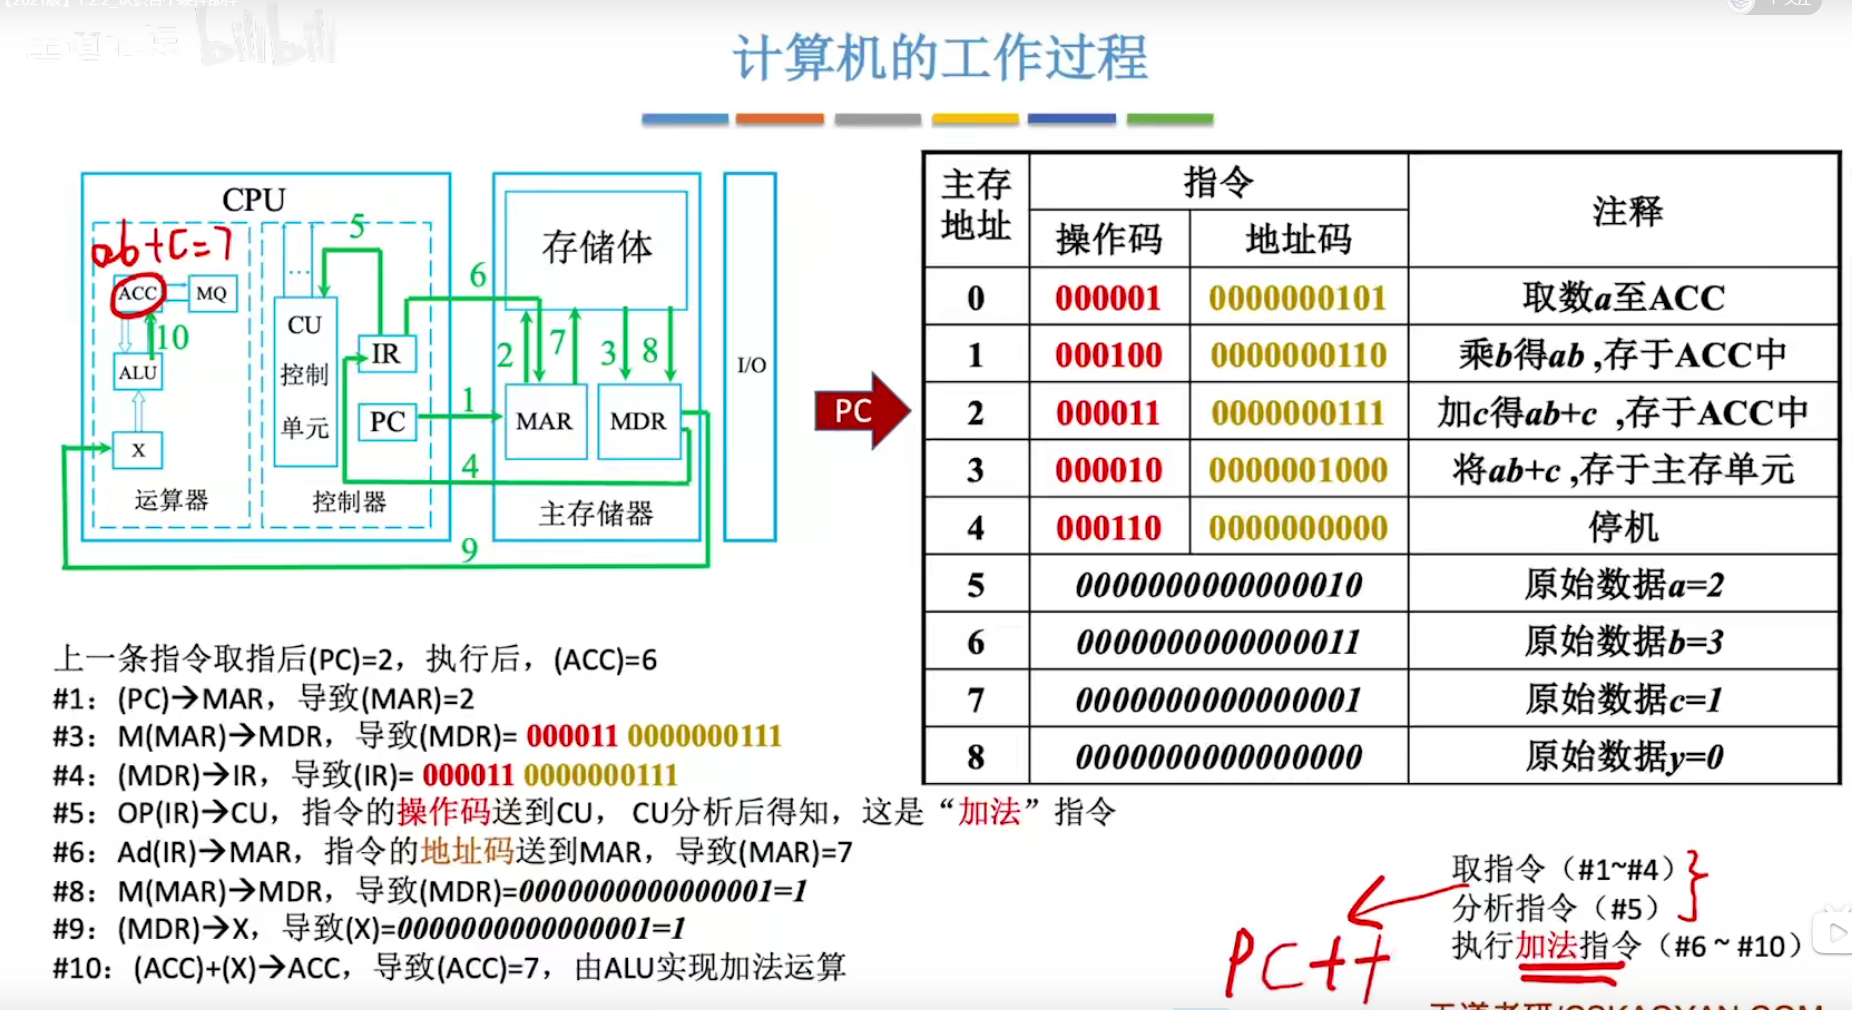 bilibili
计算机的工作过程
CPU
ab+c=7
ACC
MQ
10
ALU
X
运算器
5
...
CU
控制
单元
IR
PC
控制器
6
1
4
9
存储体
2
7
3
8
MAR
MDR
主存储器
I/O
PC
主存地址 指令 注释
操作码 地址码
0 000001 0000000101 取数a至ACC
1 000100 0000000110 乘b得ab ,存于ACC中
2 000011 0000000111 加c得ab+c ,存于ACC中
3 000010 0000001000 将ab+c ,存于主存单元
4 000110 0000000000 停机
5 0000000000000010 原始数据a=2
6 0000000000000011 原始数据b=3
7 0000000000000001 原始数据c=1
8 0000000000000000 原始数据y=0
上一条指令取指后(PC)=2，执行后，(ACC)=6
#1：(PC)→MAR，导致(MAR)=2
#3：M(MAR)→MDR，导致(MDR)= 000011 0000000111
#4：(MDR)→IR，导致(IR)= 000011 0000000111
#5：OP(IR)→CU，指令的操作码送到CU， CU分析后得知，这是“加法”指令
#6：Ad(IR)→MAR，指令的地址码送到MAR，导致(MAR)=7
#8：M(MAR)→MDR，导致(MDR)=0000000000000001=1
#9：(MDR)→X，导致(X)=0000000000000001=1
#10：(ACC)+(X)→ACC，导致(ACC)=7，由ALU实现加法运算
取指令（#1~#4）
分析指令（#5）
执行加法指令（#6 ~ #10）
PC++